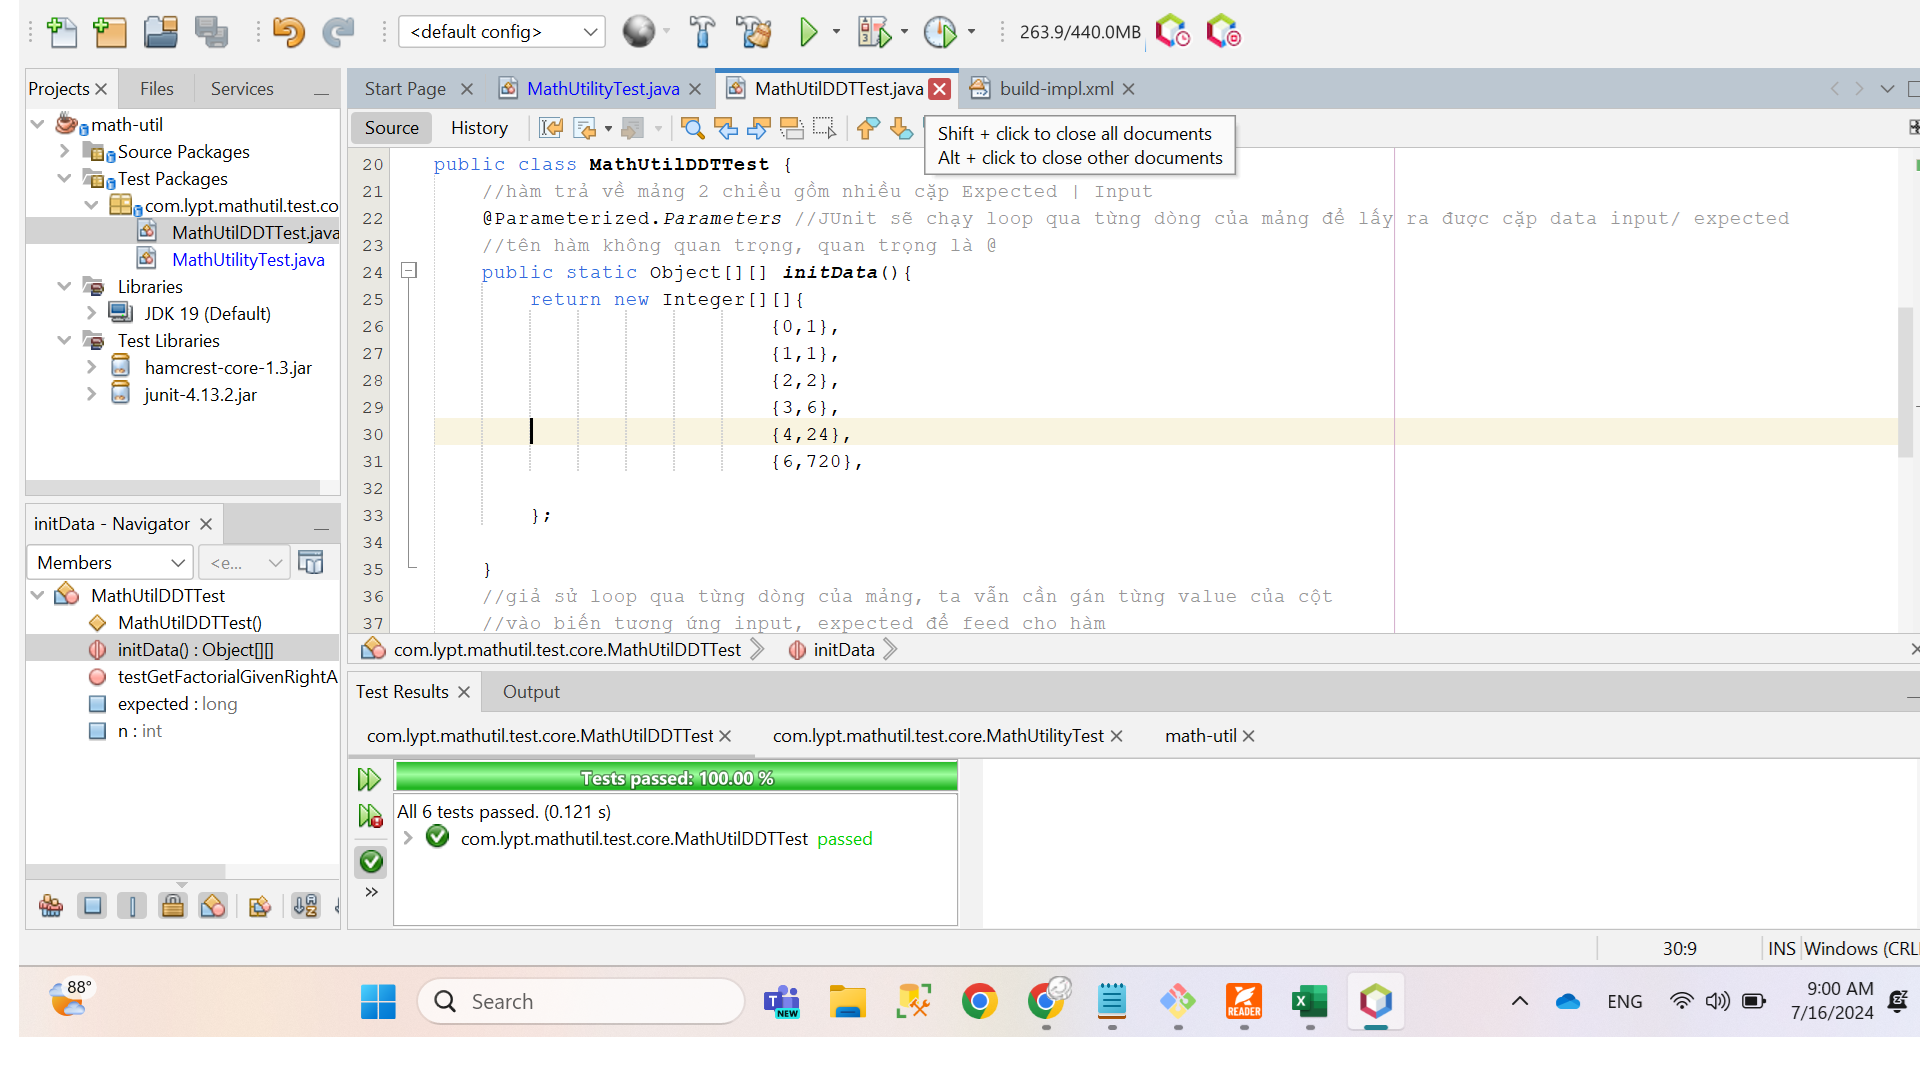 <default config>
263.9/440.0MB
Projects
Files
Services
Start Page
MathUtilityTest.java
MathUtilDDTTest.java
build-impl.xml
Source
History
Shift + click to close all documents
Alt + click to close other documents
math-util
Source Packages
Test Packages
com.lypt.mathutil.test.co
MathUtilDDTTest.java
MathUtilityTest.java
Libraries
JDK 19 (Default)
Test Libraries
hamcrest-core-1.3.jar
junit-4.13.2.jar
20 public class MathUtilDDTTest {
21 //hàm trả về mảng 2 chiều gồm nhiều cặp Expected | Input
22 @Parameterized.Parameters //JUnit sẽ chạy loop qua từng dòng của mảng để lấy ra được cặp data input/ expected
23 //tên hàm không quan trọng, quan trọng là @
24 public static Object[][] initData(){
25 return new Integer[][]{
26 {0,1},
27 {1,1},
28 {2,2},
29 {3,6},
30 {4,24},
31 {6,720},
32
33 };
34
35 }
36 //giả sử loop qua từng dòng của mảng, ta vẫn cần gán từng value của cột
37 //vào biến tương ứng input, expected để feed cho hàm
com.lypt.mathutil.test.core.MathUtilDDTTest
initData
initData - Navigator
Members
<e...
MathUtilDDTTest
MathUtilDDTTest()
initData() : Object[][]
testGetFactorialGivenRightA
expected : long
n : int
Test Results
Output
com.lypt.mathutil.test.core.MathUtilDDTTest
com.lypt.mathutil.test.core.MathUtilityTest
math-util
Tests passed: 100.00 %
All 6 tests passed. (0.121 s)
com.lypt.mathutil.test.core.MathUtilDDTTest passed
30:9
INS
Windows (CRL
88°
Search
NEW
READER
ENG
9:00 AM
7/16/2024